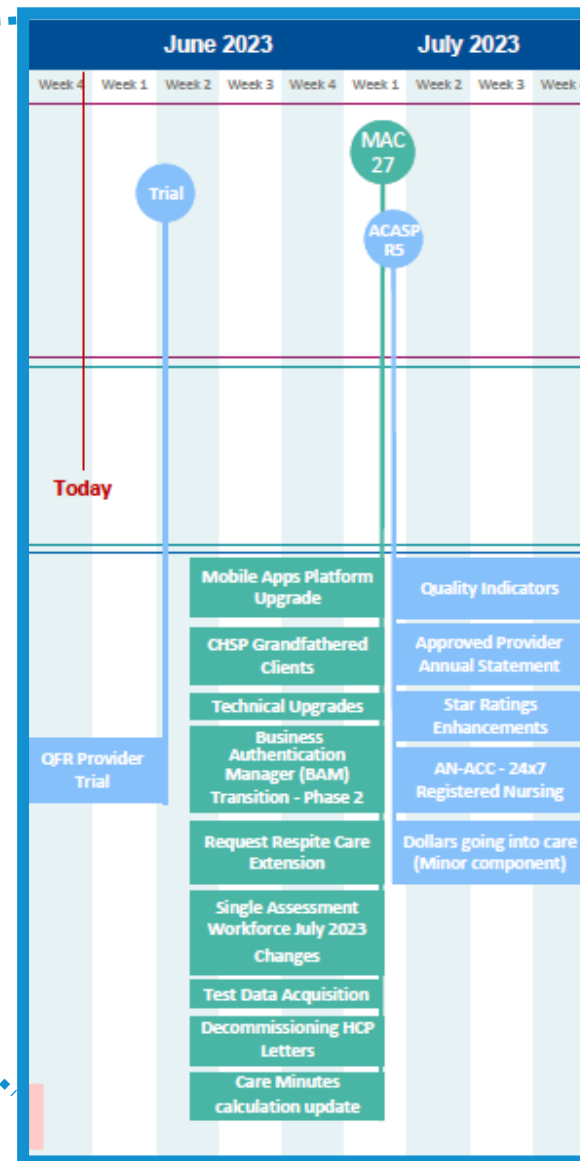 June 2023
July 2023
Week 4
Week 1
Week 2
Week 3
Week 4
Week 1
Week 2
Week 3
Week
MAC
27
Trial
ACASP
R5
Today
Mobile Apps Platform
Upgrade
CHSP Grandfathered
Clients
Technical Upgrades
Business
Authentication
Manager (BAM)
Transition - Phase 2
Request Respite Care
Extension
Single Assessment
Workforce July 2023
Changes
Test Data Acquisition
Decommissioning HCP
Letters
Care Minutes
calculation update
QFR Provider
Trial
Quality Indicators
Approved Provider
Annual Statement
Star Ratings
Enhancements
AN-ACC - 24x7
Registered Nursing
Dollars going into care
(Minor component)